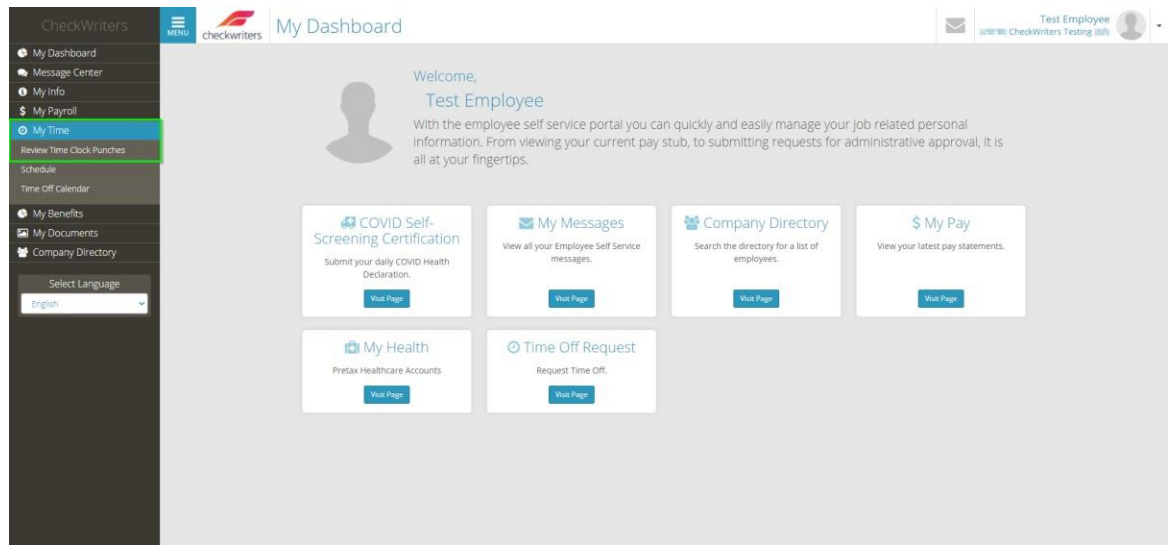 CheckWriters
MENU
checkwriters
My Dashboard
Test Employee
CheckWriters Testing
My Dashboard
Message Center
My Info
My Payroll
My Time
Review Time Clock Punches
Schedule
Time Off Calendar
My Benefits
My Documents
Company Directory
Select Language
English
Welcome,
Test Employee
With the employee self service portal you can quickly and easily manage your job related personal
information. From viewing your current pay stub, to submitting requests for administrative approval, it is
all at your fingertips.
COVID Self-
Screening Certification
Submit your daily COVID Health
Declaration.
Visit Page
My Messages
View all your Employee Self Service
messages.
Visit Page
Company Directory
Search the directory for a list of
employees.
Visit Page
$ My Pay
View your latest pay statements.
Visit Page
My Health
Pretax Healthcare Accounts
Visit Page
Time Off Request
Request Time Off.
Visit Page